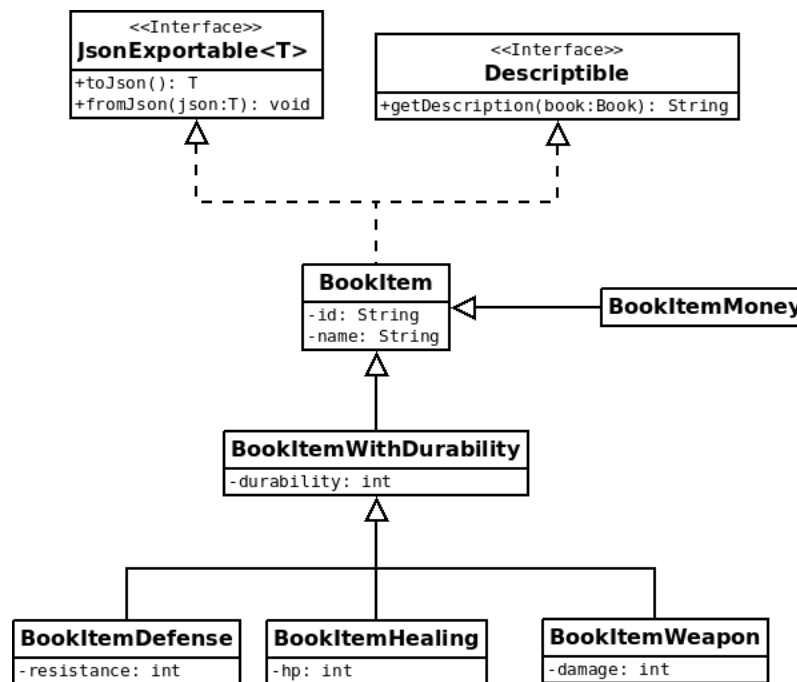 <<Interface>>
JsonExportable<T>
+toJson(): T
+fromJson(json:T): void
<<Interface>>
Descriptible
+getDescription(book:Book): String
BookItem
-id: String
-name: String
BookItemMoney
BookItemWithDurability
-durability: int
BookItemDefense
-resistance: int
BookItemHealing
-hp: int
BookItemWeapon
-damage: int